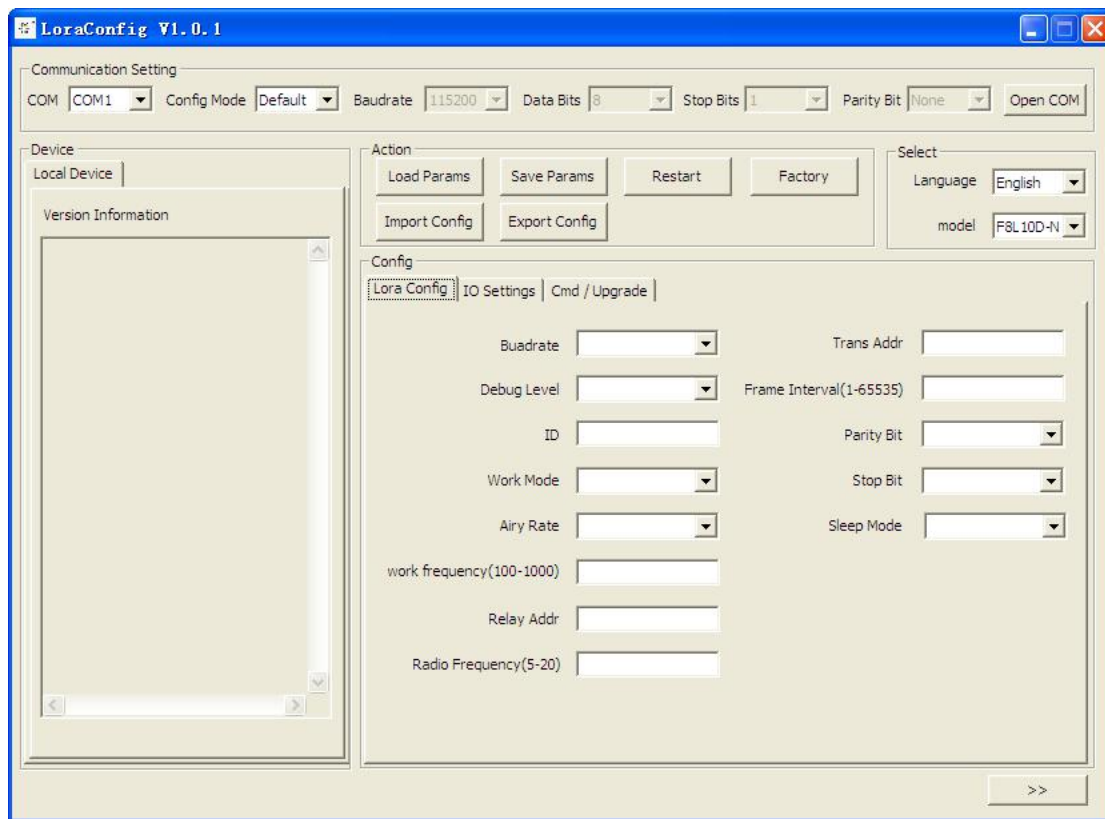 LoraConfig V1.0.1
Communication Setting
COM COM1 Config Mode Default Baudrate 115200 Data Bits 8 Stop Bits 1 Parity Bit None Open COM
Device
Local Device
Version Information
Action
Load Params Save Params Restart Factory
Import Config Export Config
Select
Language English
model F8L10D-N
Config
Lora Config IO Settings Cmd / Upgrade
Buadrate Trans Addr
Debug Level Frame Interval(1-65535)
ID Parity Bit
Work Mode Stop Bit
Airy Rate Sleep Mode
work frequency(100-1000)
Relay Addr
Radio Frequency(5-20)
>>